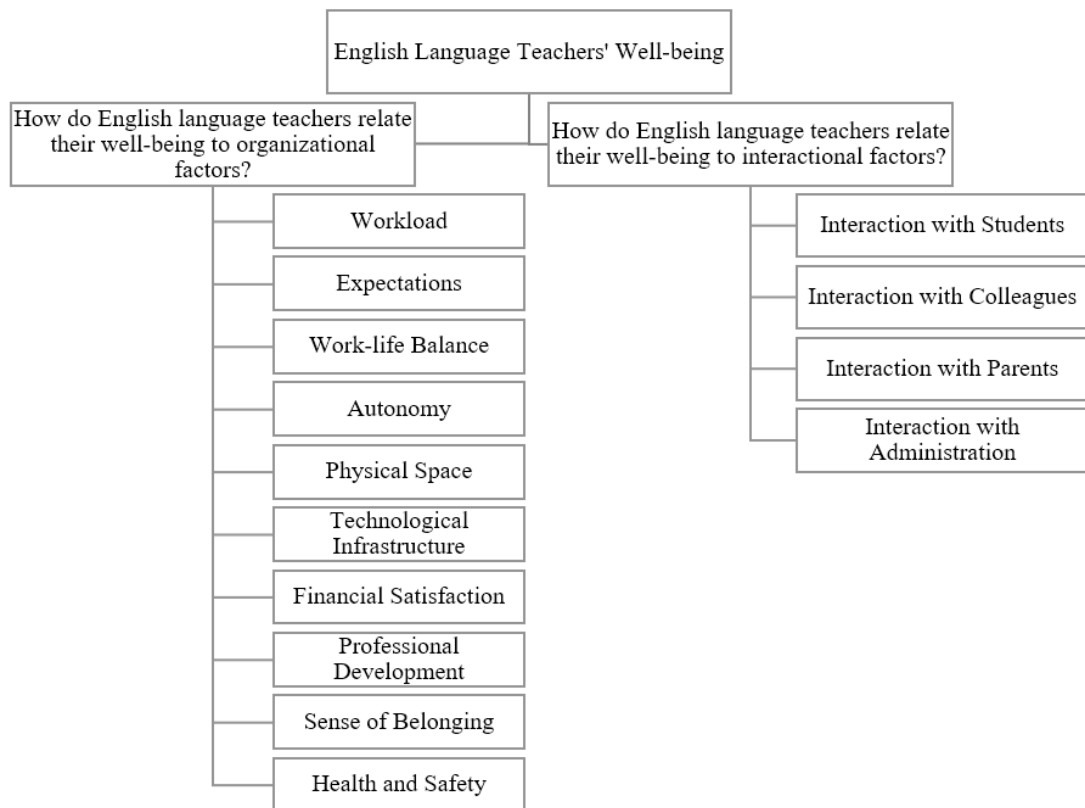 English Language Teachers' Well-being
How do English language teachers relate
their well-being to organizational
factors?
How do English language teachers relate
their well-being to interactional factors?
Workload
Expectations
Work-life Balance
Autonomy
Physical Space
Technological
Infrastructure
Financial Satisfaction
Professional
Development
Sense of Belonging
Health and Safety
Interaction with Students
Interaction with Colleagues
Interaction with Parents
Interaction with
Administration